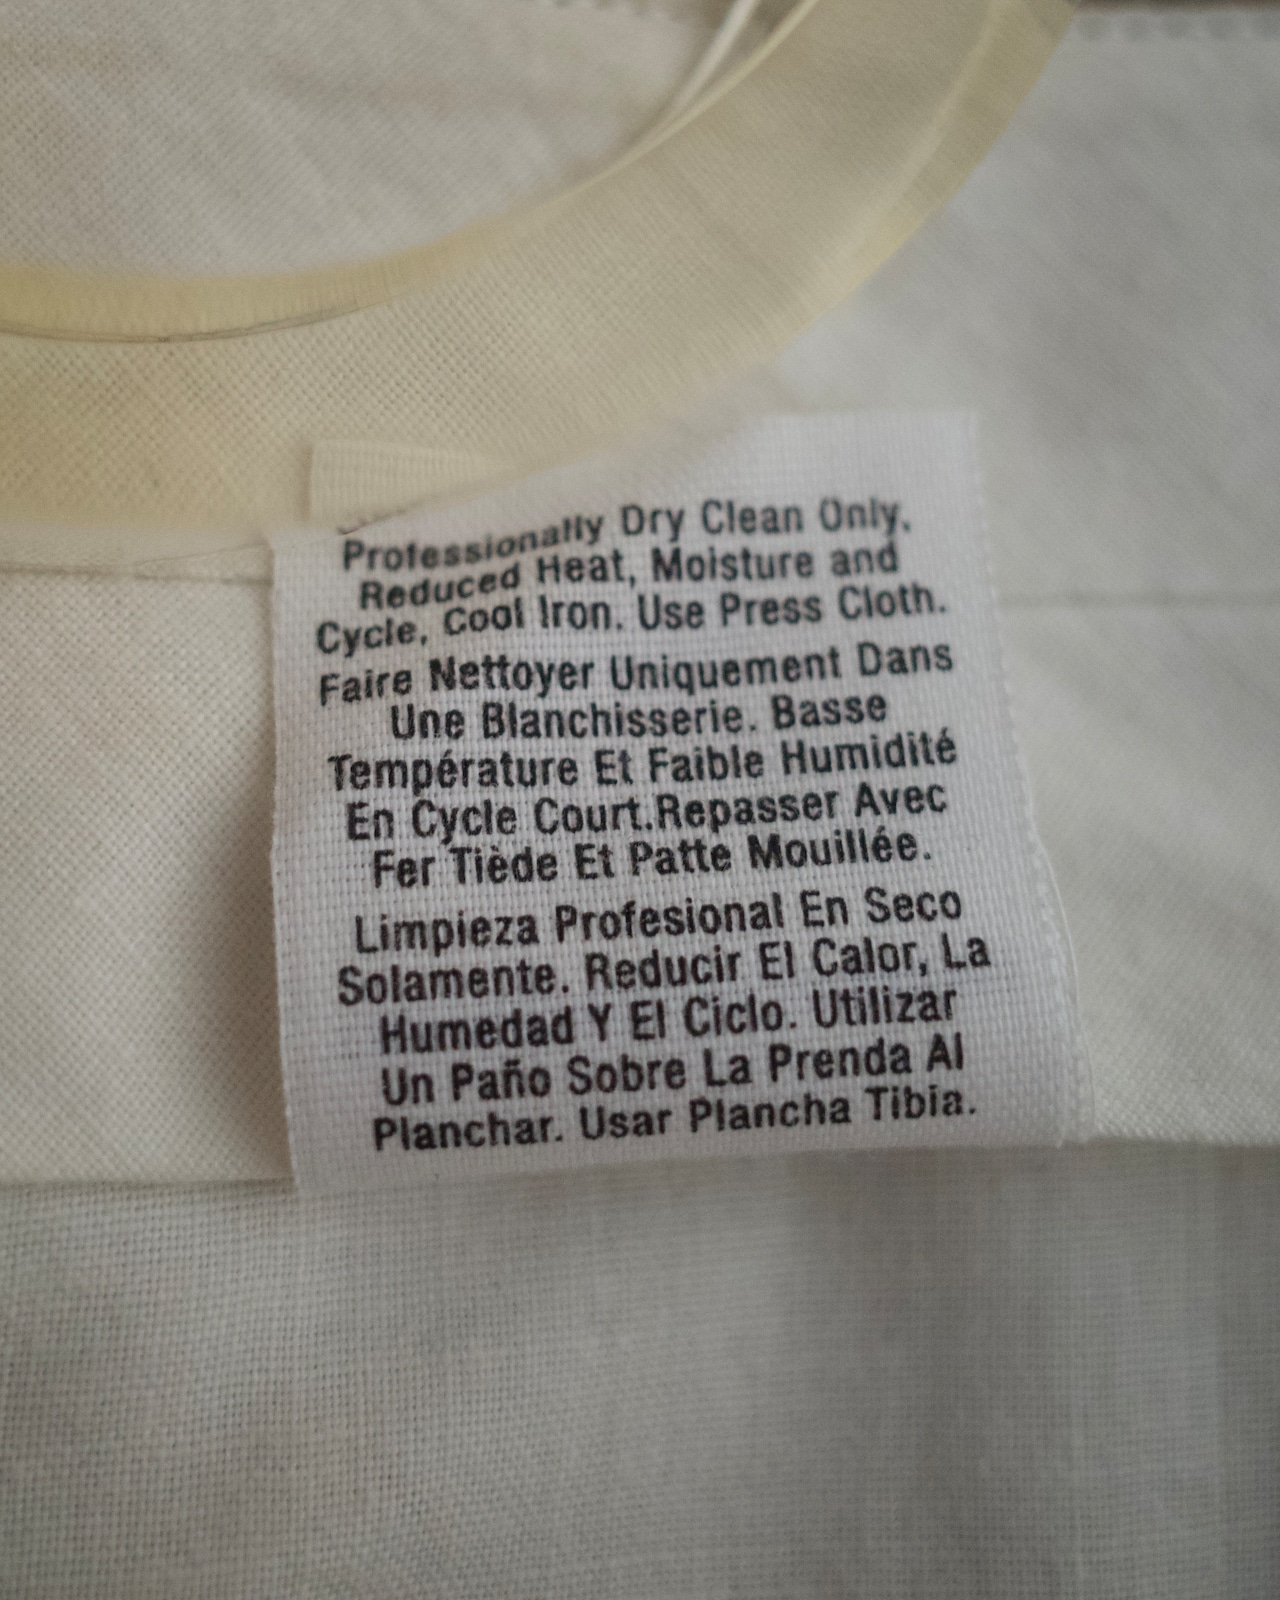 Professionally Dry Clean Only.
Reduced Heat, Moisture and
Cycle, Cool Iron. Use Press Cloth.
Faire Nettoyer Uniquement Dans
Une Blanchisserie. Basse
Température Et Faible Humidité
En Cycle Court.Repasser Avec
Fer Tiède Et Patte Mouillée.
Limpieza Profesional En Seco
Solamente. Reducir El Calor, La
Humedad Y El Ciclo. Utilizar
Un Paño Sobre La Prenda Al
Planchar. Usar Plancha Tibia.